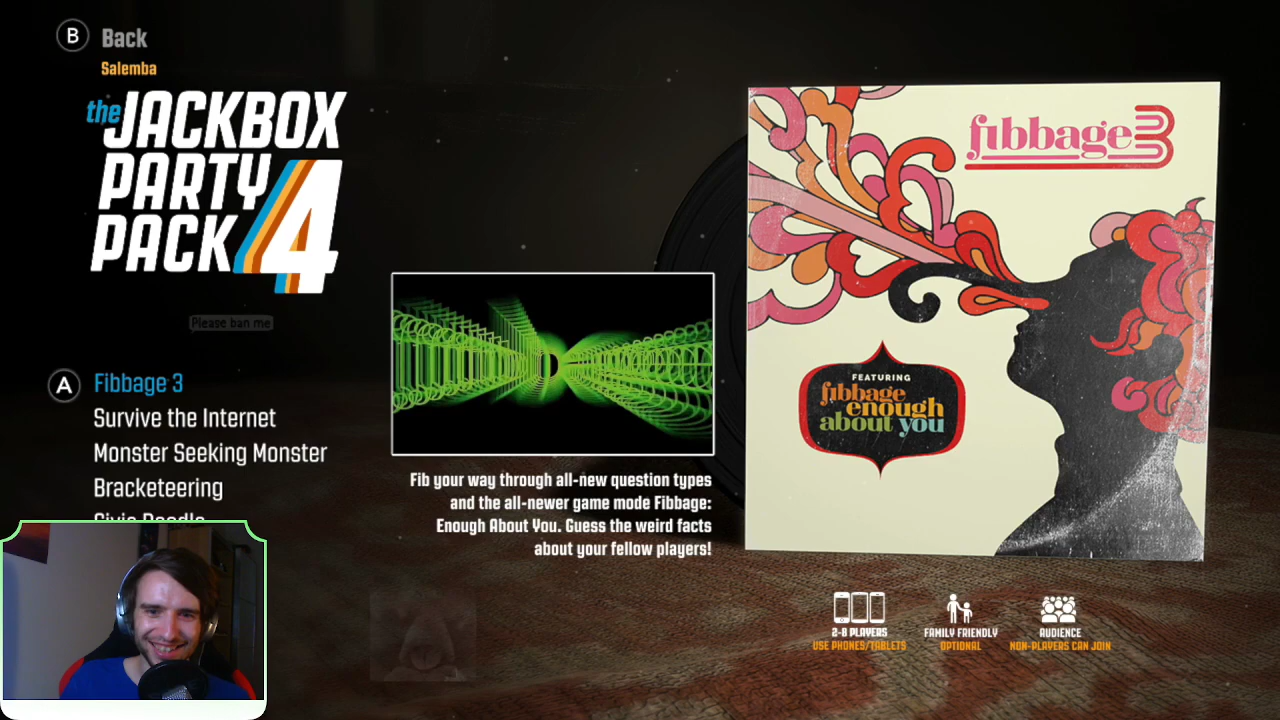 B Back
Salemba
the JACKBOX
PARTY
PACK 4
Please ban me
A Fibbage 3
Survive the Internet
Monster Seeking Monster
Bracketeering
Civic Doodle
Fib your way through all-new question types
and the all-newer game mode Fibbage:
Enough About You. Guess the weird facts
about your fellow players!
fibbage 3
FEATURING
fibbage
enough
about you
2-8 PLAYERS
USE PHONES/TABLETS
FAMILY FRIENDLY
OPTIONAL
AUDIENCE
NON-PLAYERS CAN JOIN